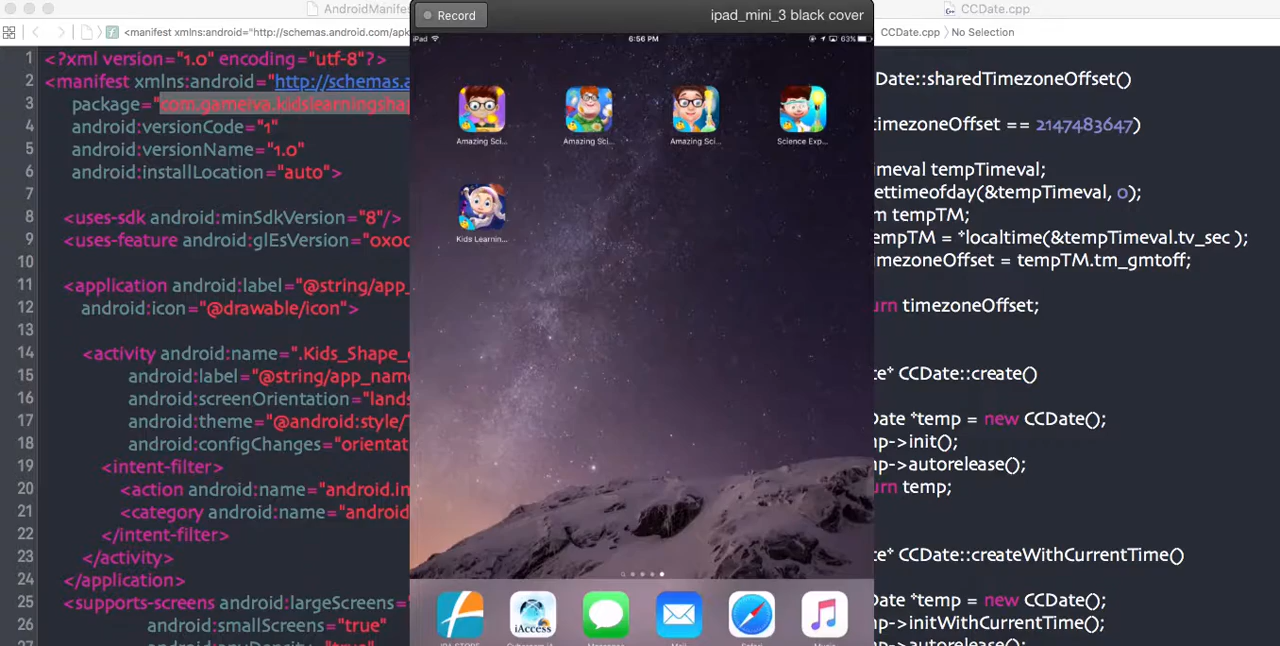 AndroidManifes
Record
ipad_mini_3 black cover
CCDate.cpp
<manifest xmlns:android="http://schemas.android.com/apk
CCDate.cpp › No Selection
iPad
6:56 PM
63%
1 <?xml version="1.0" encoding="utf-8"?>
2 <manifest xmlns:android="http://schemas.a
3 package="com.gameiva.kidslearningshap
4 android:versionCode="1"
5 android:versionName="1.0"
6 android:installLocation="auto">
7
8 <uses-sdk android:minSdkVersion="8"/>
9 <uses-feature android:glEsVersion="0x00
10
11 <application android:label="@string/app_
12 android:icon="@drawable/icon">
13
14 <activity android:name=".Kids_Shape_
15 android:label="@string/app_name
16 android:screenOrientation="lands
17 android:theme="@android:style/
18 android:configChanges="orientat
19 <intent-filter>
20 <action android:name="android.in
21 <category android:name="android
22 </intent-filter>
23 </activity>
24 </application>
25 <supports-screens android:largeScreens=
26 android:smallScreens="true"
Amazing Sci...
Amazing Sci...
Amazing Sci...
Science Exp...
Kids Learnin...
iAccess
Date::sharedTimezoneOffset()
timezoneOffset == 2147483647)
meval tempTimeval;
ettimeofday(&tempTimeval, 0);
m tempTM;
empTM = *localtime(&tempTimeval.tv_sec );
imezoneOffset = tempTM.tm_gmtoff;
urn timezoneOffset;
te* CCDate::create()
Date *temp = new CCDate();
mp->init();
mp->autorelease();
urn temp;
te* CCDate::createWithCurrentTime()
Date *temp = new CCDate();
mp->initWithCurrentTime();
mp->autorelease();